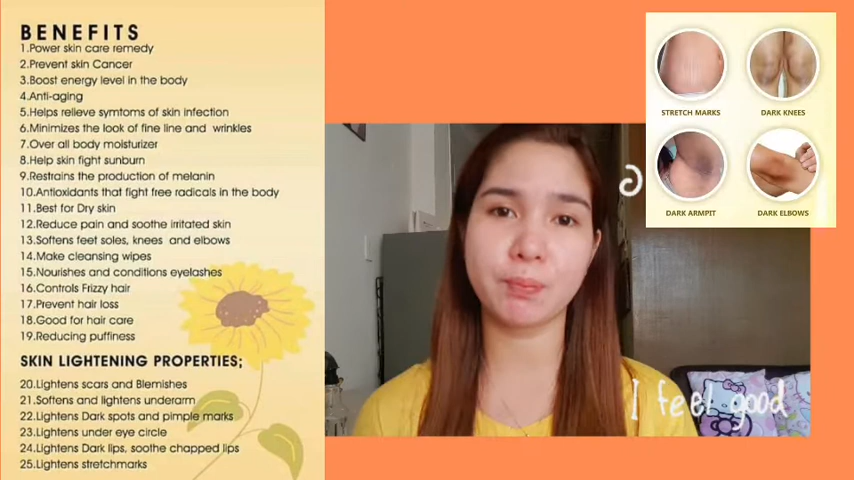 BENEFITS
1.Power skin care remedy
2.Prevent skin Cancer
3.Boost energy level in the body
4.Anti-aging
5.Helps relieve symtoms of skin infection
6.Minimizes the look of fine line and wrinkles
7.Over all body moisturizer
8.Help skin fight sunburn
9.Restrains the production of melanin
10.Antioxidants that fight free radicals in the body
11.Best for Dry skin
12.Reduce pain and soothe irritated skin
13.Softens feet soles, knees and elbows
14.Make cleansing wipes
15.Nourishes and conditions eyelashes
16.Controls Frizzy hair
17.Prevent hair loss
18.Good for hair care
19.Reducing puffiness
SKIN LIGHTENING PROPERTIES;
20.Lightens scars and Blemishes
21.Softens and lightens underarm
22.Lightens Dark spots and pimple marks
23.Lightens under eye circle
24.Lightens Dark lips, soothe chapped lips
25.Lightens stretchmarks
STRETCH MARKS
DARK KNEES
DARK ARMPIT
DARK ELBOWS
I feel good